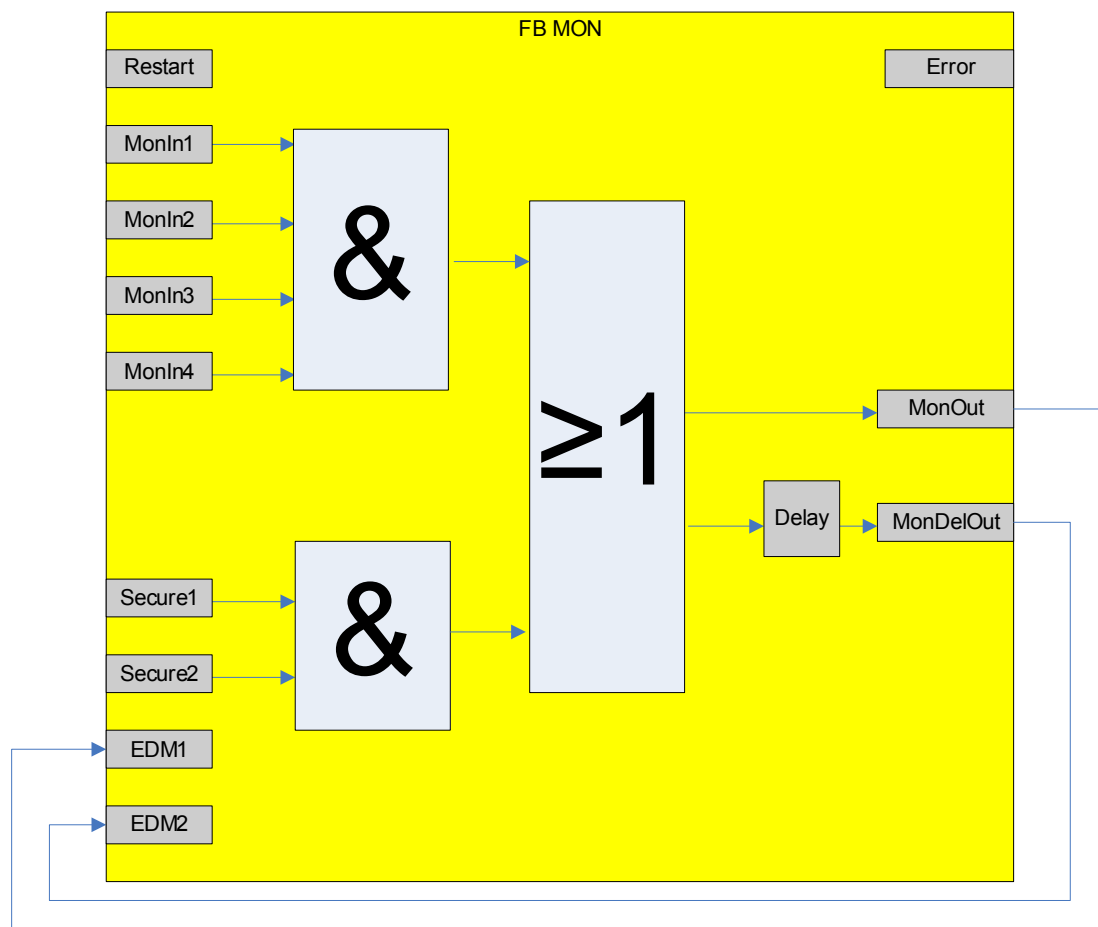 FB MON
Restart
Error
MonIn1
MonIn2
MonIn3
MonIn4
&
≥1
MonOut
MonDelOut
Delay
&
Secure1
Secure2
EDM1
EDM2